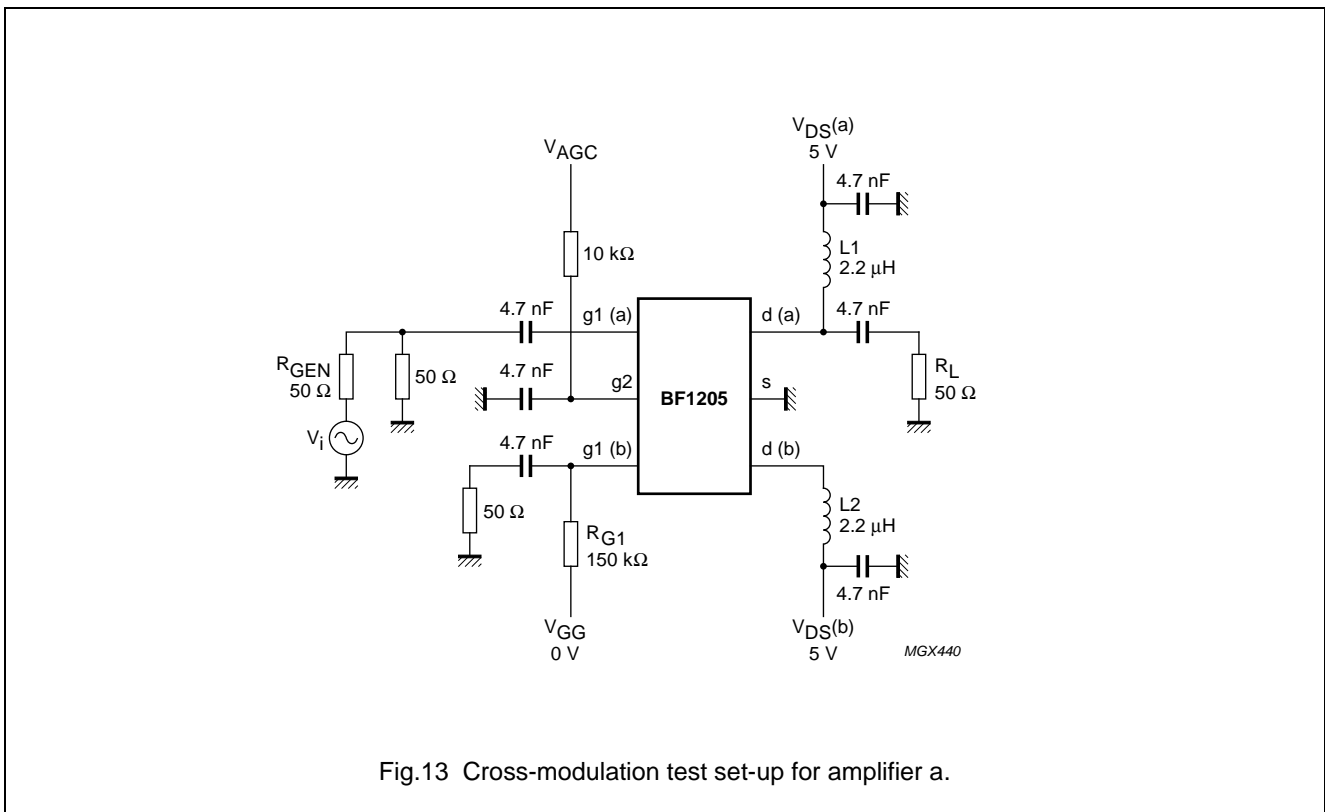 VDS(a)
5 V
VAGC
4.7 nF
10 kΩ
L1
2.2 μH
4.7 nF
g1 (a)
d (a)
4.7 nF
RGEN
50 Ω
50 Ω
4.7 nF
g2
BF1205
s
RL
50 Ω
Vi
4.7 nF
g1 (b)
d (b)
50 Ω
RG1
150 kΩ
L2
2.2 μH
4.7 nF
VGG
0 V
VDS(b)
5 V
MGX440
Fig.13 Cross-modulation test set-up for amplifier a.